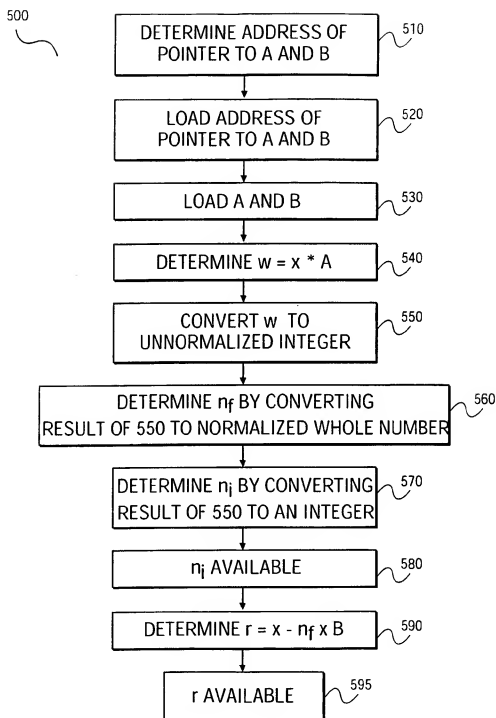 500
DETERMINE ADDRESS OF
POINTER TO A AND B
510
LOAD ADDRESS OF
POINTER TO A AND B
520
LOAD A AND B
530
DETERMINE w = x * A
540
CONVERT w TO
UNNORMALIZED INTEGER
550
DETERMINE nf BY CONVERTING
RESULT OF 550 TO NORMALIZED WHOLE NUMBER
560
DETERMINE ni BY CONVERTING
RESULT OF 550 TO AN INTEGER
570
ni AVAILABLE
580
DETERMINE r = x - nf x B
590
r AVAILABLE
595